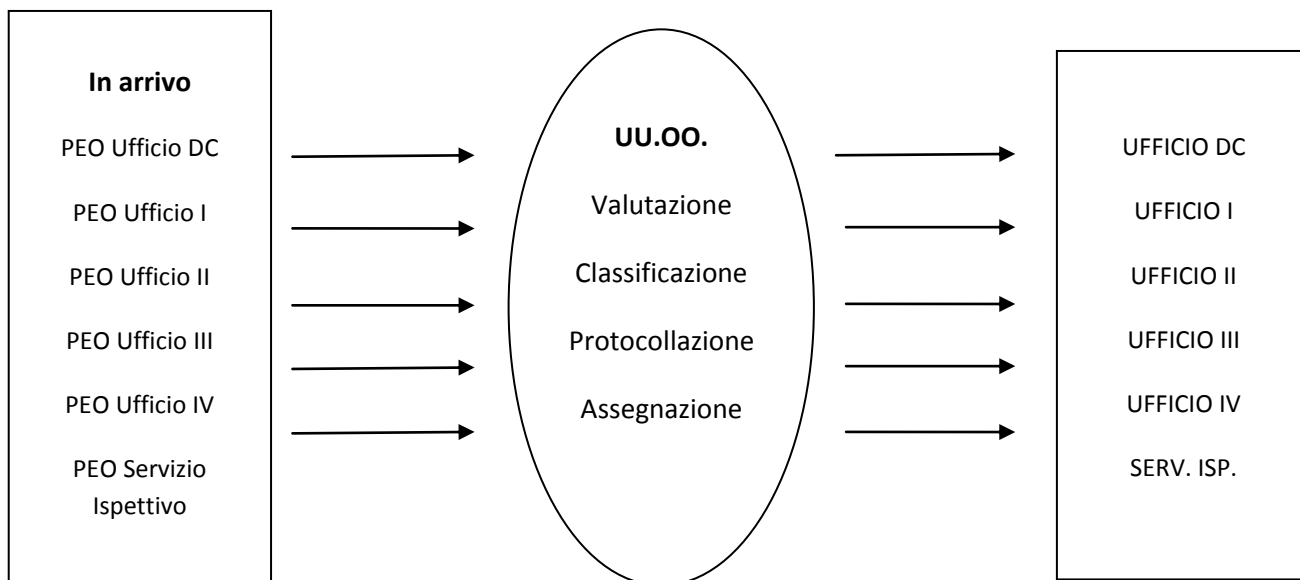 In arrivo
PEO Ufficio DC
PEO Ufficio I
PEO Ufficio II
PEO Ufficio III
PEO Ufficio IV
PEO Servizio
Ispettivo
UU.OO.
Valutazione
Classificazione
Protocollazione
Assegnazione
UFFICIO DC
UFFICIO I
UFFICIO II
UFFICIO III
UFFICIO IV
SERV. ISP.